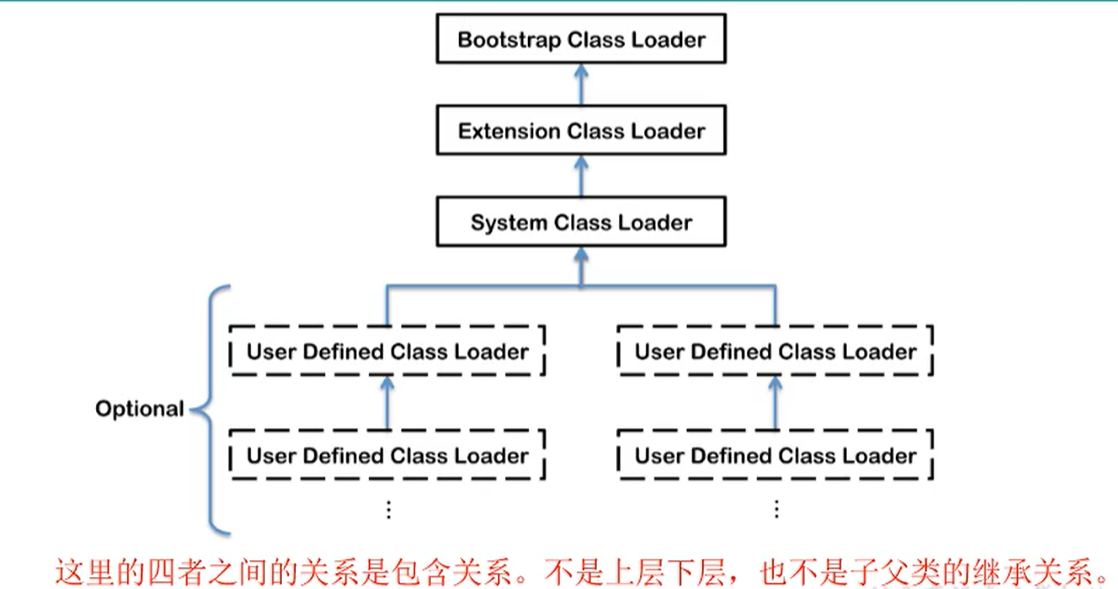 Bootstrap Class Loader
Extension Class Loader
System Class Loader
User Defined Class Loader
User Defined Class Loader
Optional
User Defined Class Loader
User Defined Class Loader
⋮
⋮
这里的四者之间的关系是包含关系。不是上层下层，也不是子父类的继承关系。